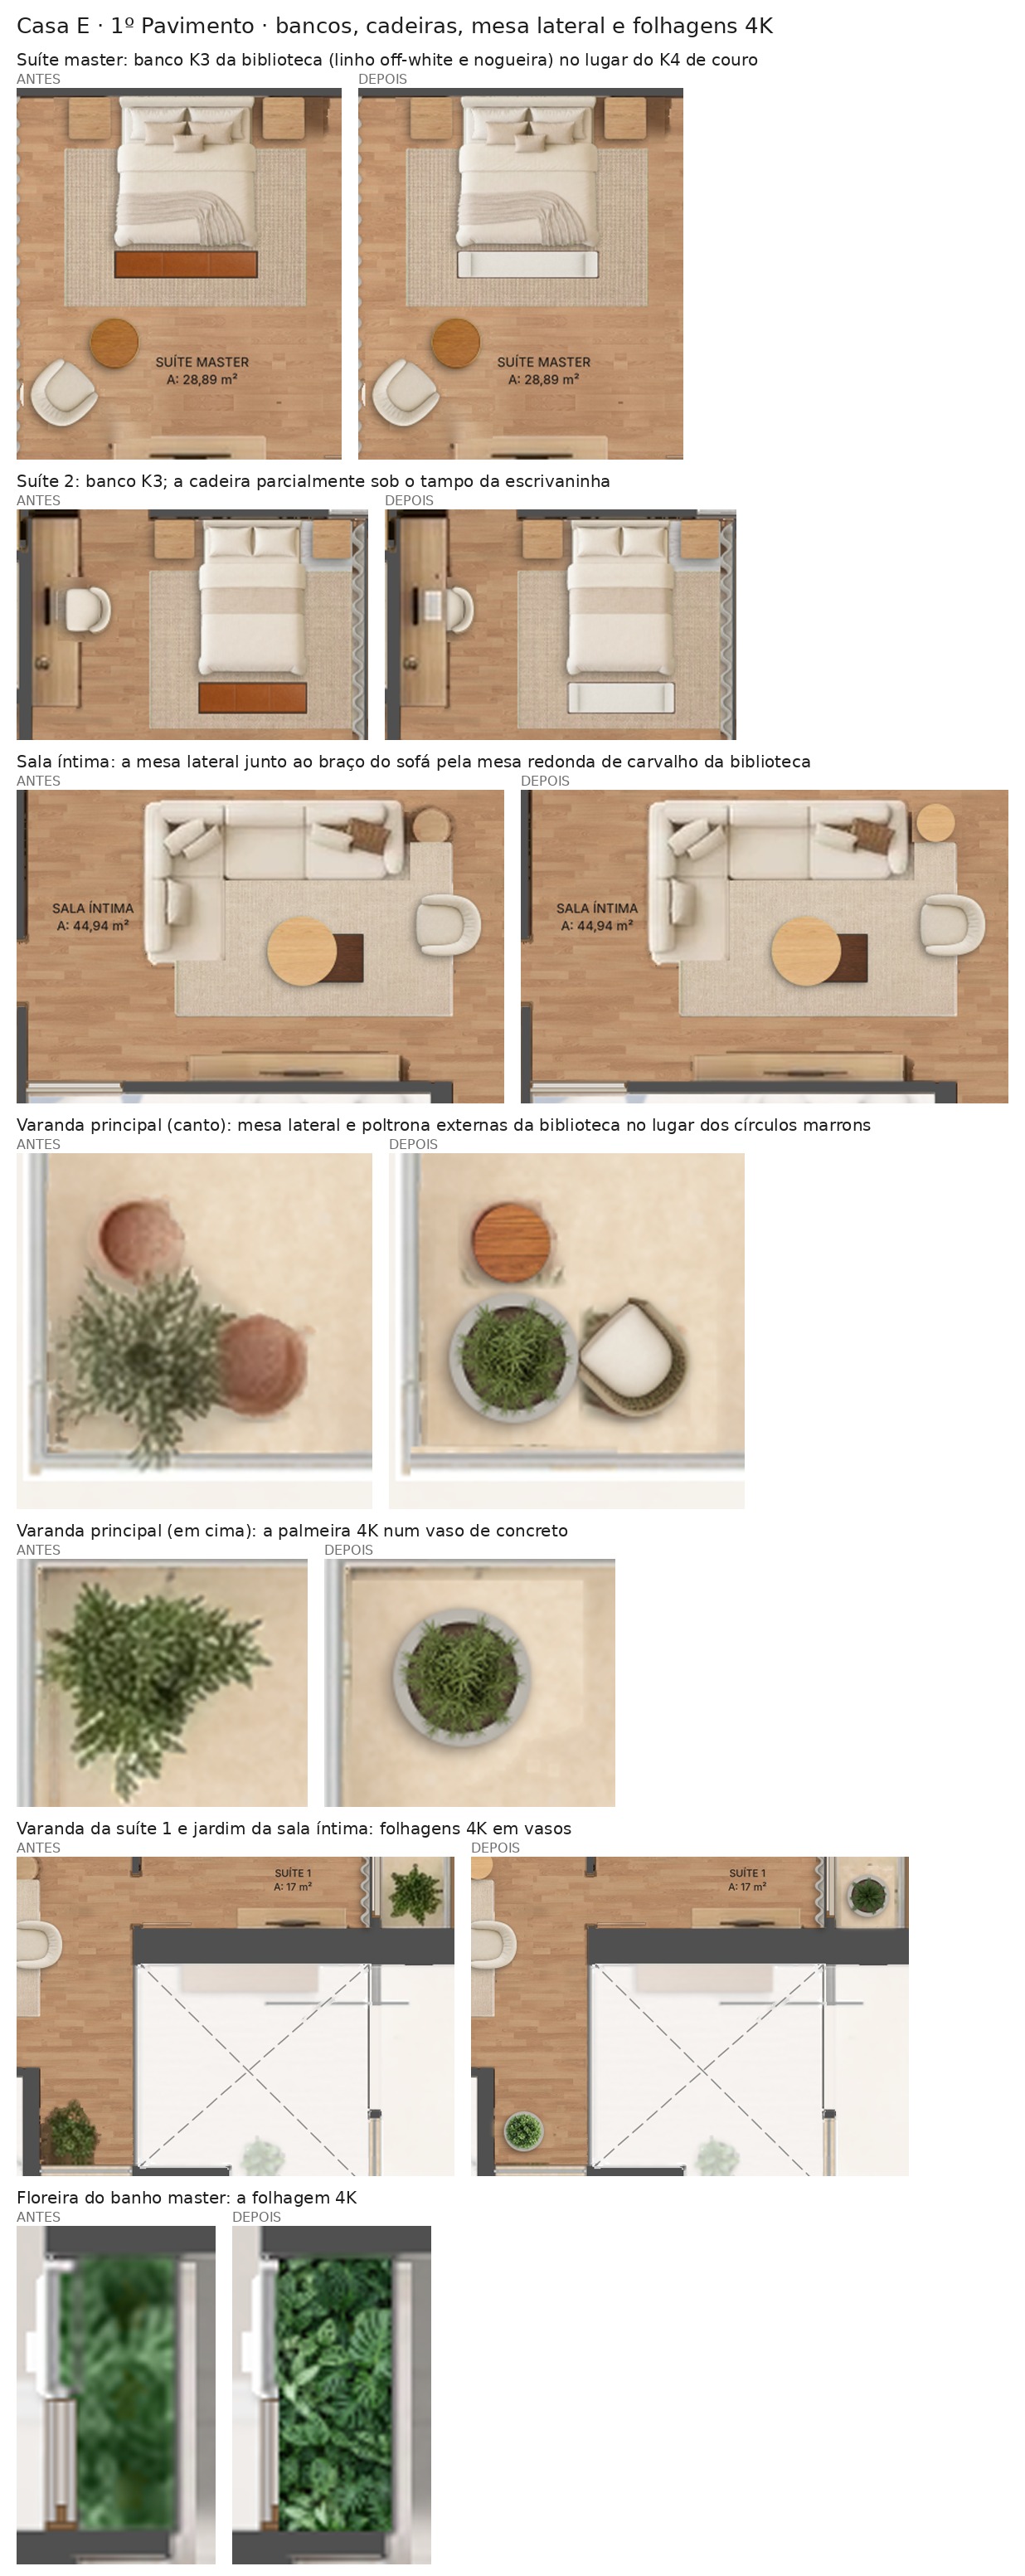 Casa E · 1º Pavimento · bancos, cadeiras, mesa lateral e folhagens 4K
Suíte master: banco K3 da biblioteca (linho off-white e nogueira) no lugar do K4 de couro
ANTES
DEPOIS
SUÍTE MASTER
A: 28,89 m²
SUÍTE MASTER
A: 28,89 m²
Suíte 2: banco K3; a cadeira parcialmente sob o tampo da escrivaninha
ANTES
DEPOIS
Sala íntima: a mesa lateral junto ao braço do sofá pela mesa redonda de carvalho da biblioteca
ANTES
DEPOIS
SALA ÍNTIMA
A: 44,94 m²
SALA ÍNTIMA
A: 44,94 m²
Varanda principal (canto): mesa lateral e poltrona externas da biblioteca no lugar dos círculos marrons
ANTES
DEPOIS
Varanda principal (em cima): a palmeira 4K num vaso de concreto
ANTES
DEPOIS
Varanda da suíte 1 e jardim da sala íntima: folhagens 4K em vasos
ANTES
DEPOIS
SUÍTE 1
A: 17 m²
SUÍTE 1
A: 17 m²
Floreira do banho master: a folhagem 4K
ANTES
DEPOIS